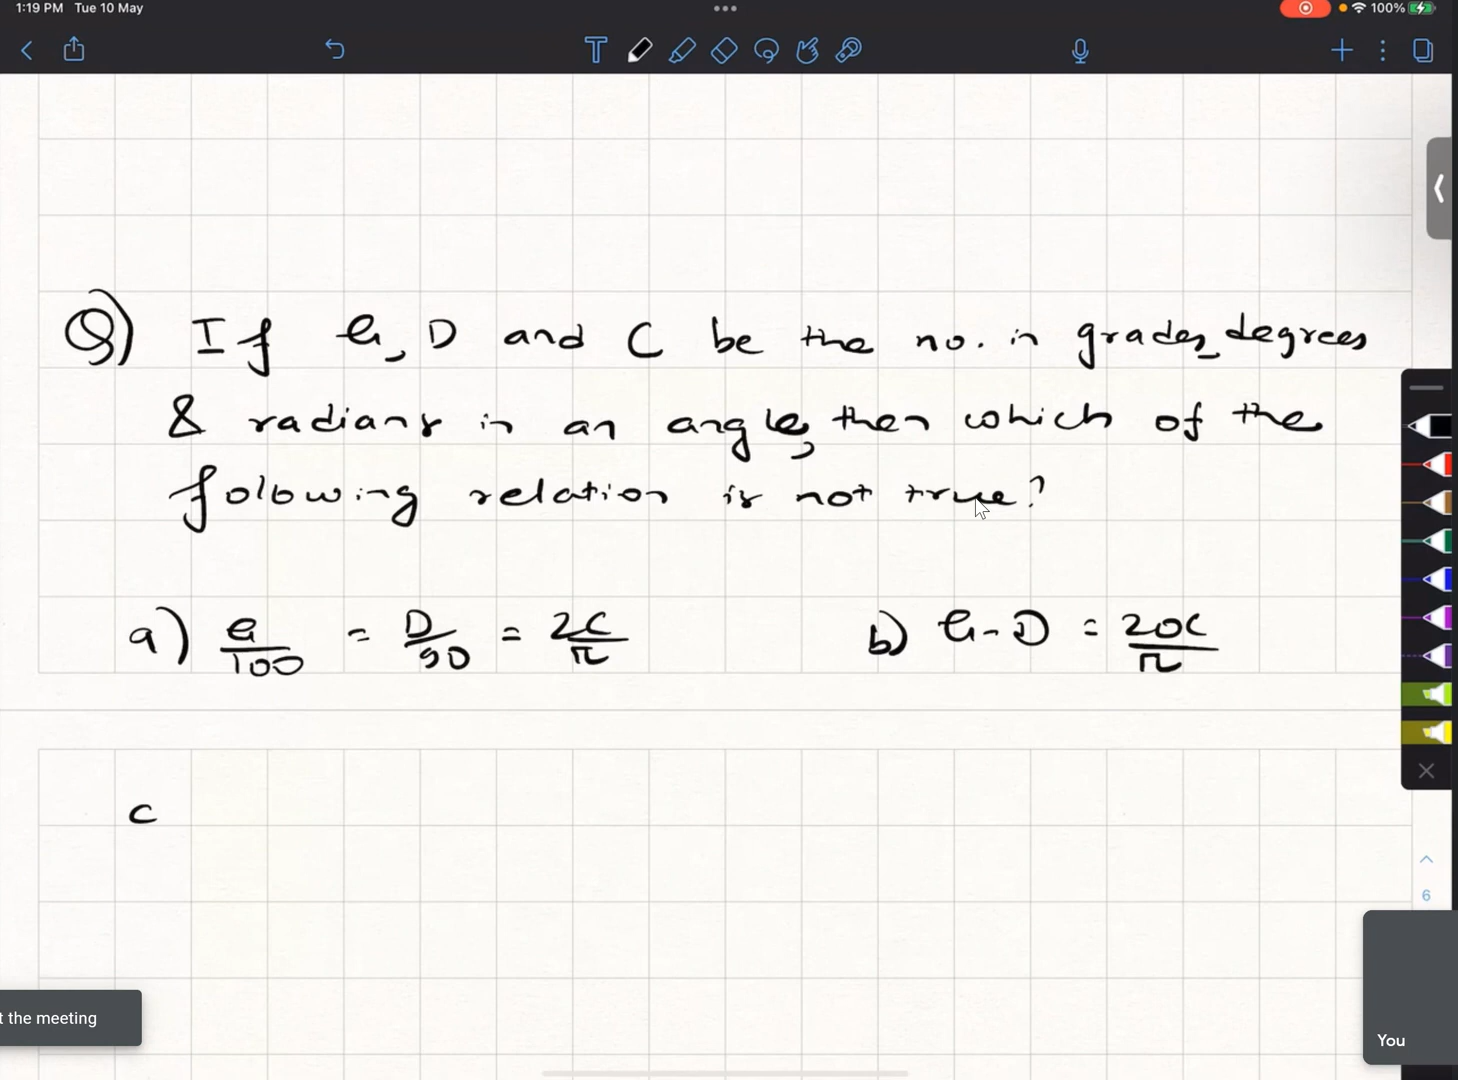 1:19 PM Tue 10 May
100%
Q) If G, D and C be the no. in grades, degrees
& radians in an angle, then which of the
following relation is not true?
a) G/100 = D/90 = 2C/π b) G-D = 20C/π
C
6
t the meeting
You